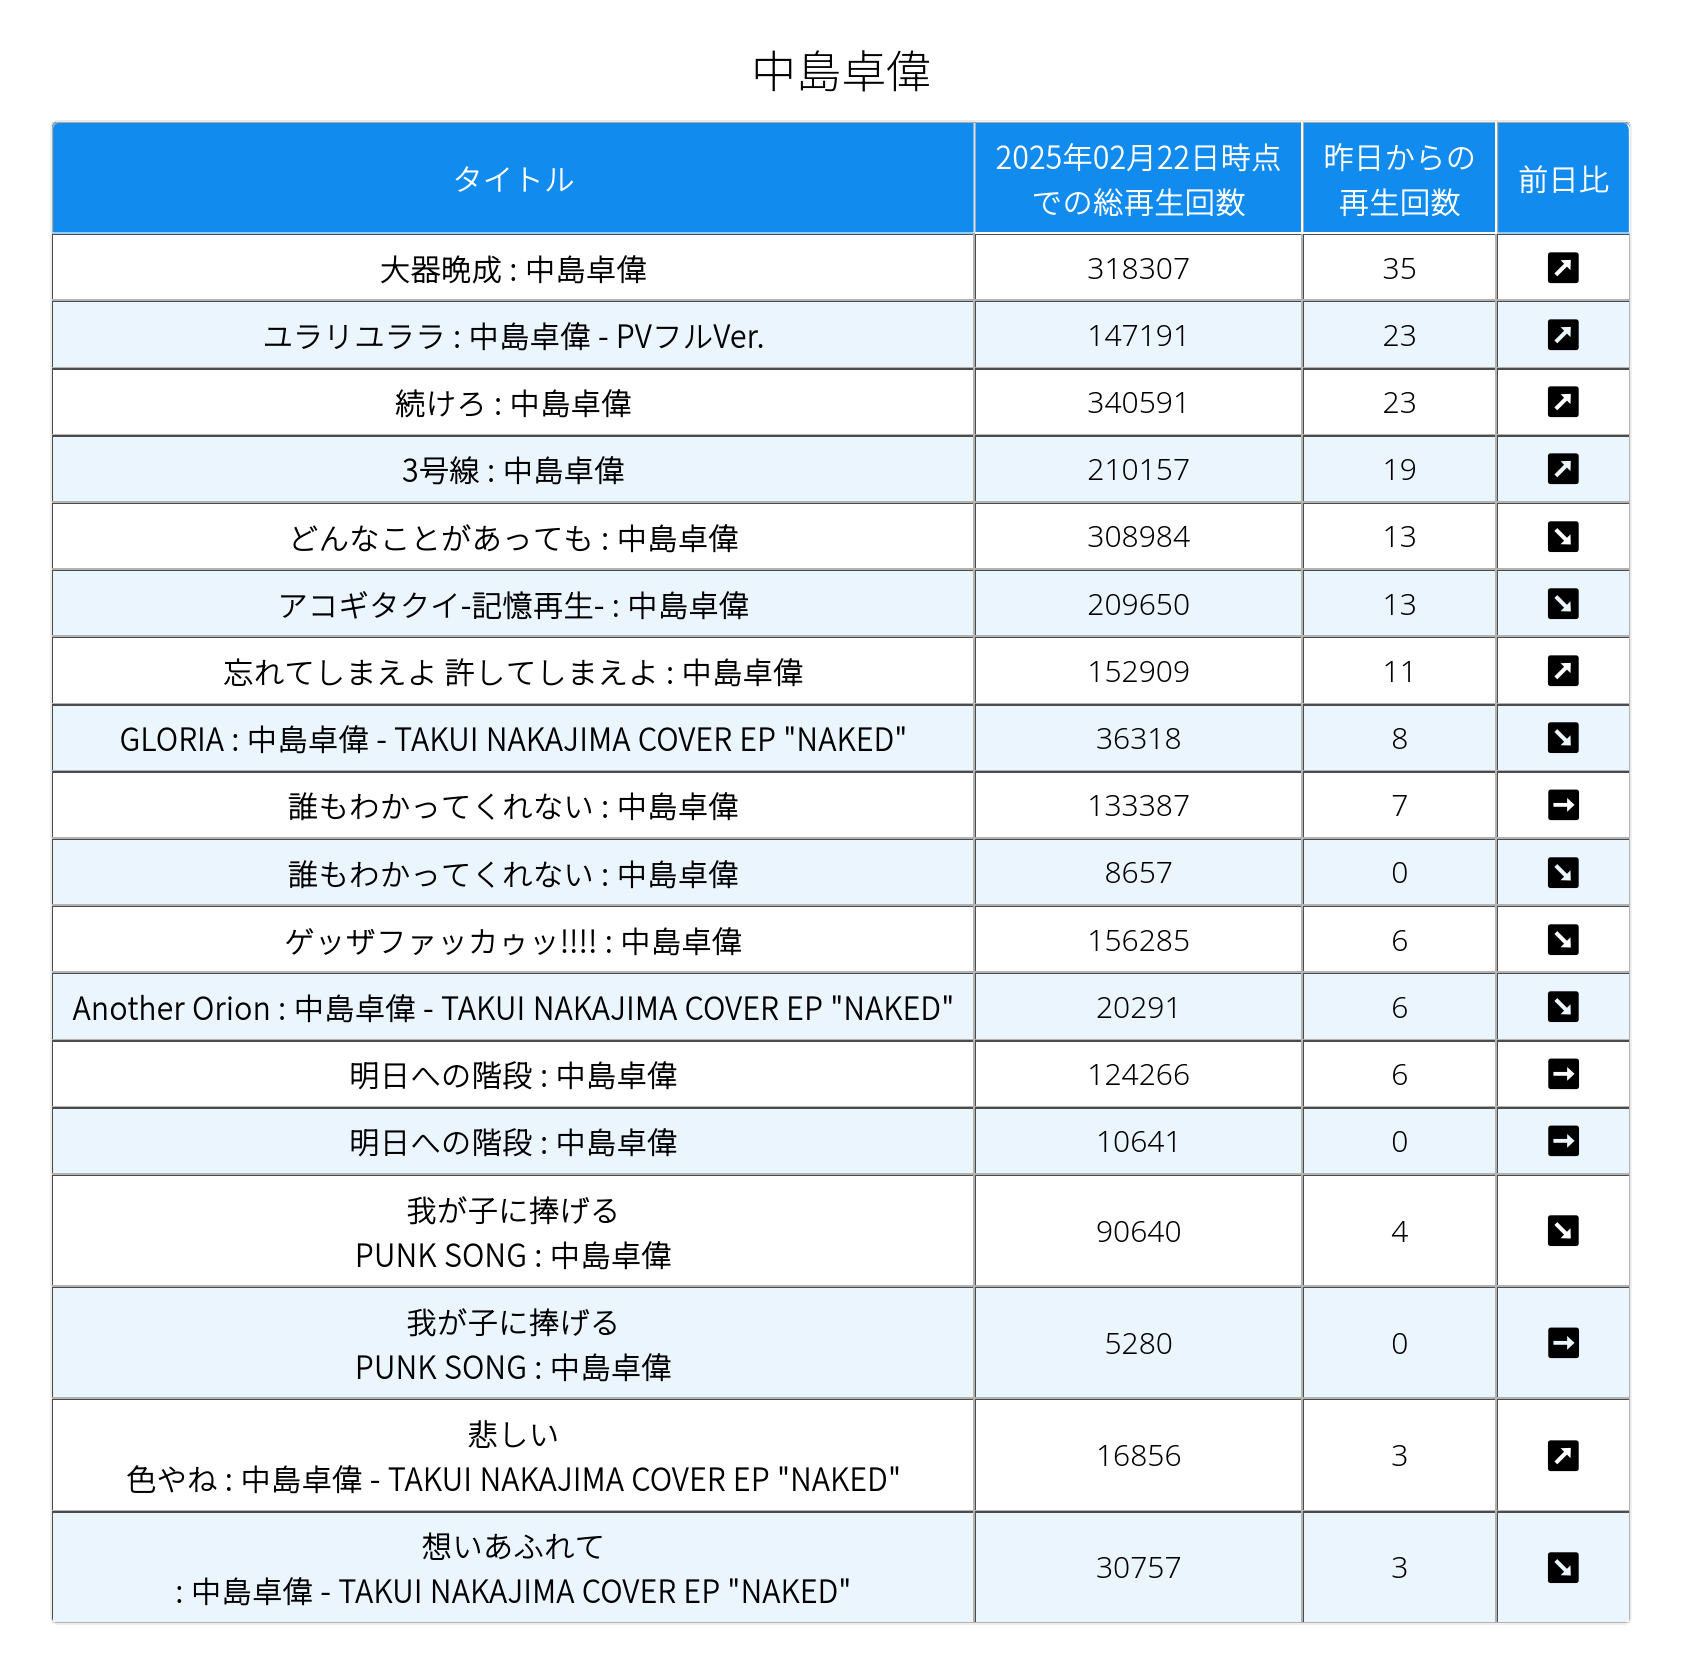 中島卓偉
タイトル 2025年02月22日時点 での総再生回数 昨日からの 再生回数 前日比
大器晩成 : 中島卓偉 318307 35
ユラリユララ : 中島卓偉 - PVフルVer. 147191 23
続けろ : 中島卓偉 340591 23
3号線 : 中島卓偉 210157 19
どんなことがあっても : 中島卓偉 308984 13
アコギタクイ-記憶再生- : 中島卓偉 209650 13
忘れてしまえよ 許してしまえよ : 中島卓偉 152909 11
GLORIA : 中島卓偉 - TAKUI NAKAJIMA COVER EP "NAKED" 36318 8
誰もわかってくれない : 中島卓偉 133387 7
誰もわかってくれない : 中島卓偉 8657 0
ゲッザファッカゥッ!!!! : 中島卓偉 156285 6
Another Orion : 中島卓偉 - TAKUI NAKAJIMA COVER EP "NAKED" 20291 6
明日への階段 : 中島卓偉 124266 6
明日への階段 : 中島卓偉 10641 0
我が子に捧げる
PUNK SONG : 中島卓偉 90640 4
我が子に捧げる
PUNK SONG : 中島卓偉 5280 0
悲しい
色やね : 中島卓偉 - TAKUI NAKAJIMA COVER EP "NAKED" 16856 3
想いあふれて
: 中島卓偉 - TAKUI NAKAJIMA COVER EP "NAKED" 30757 3